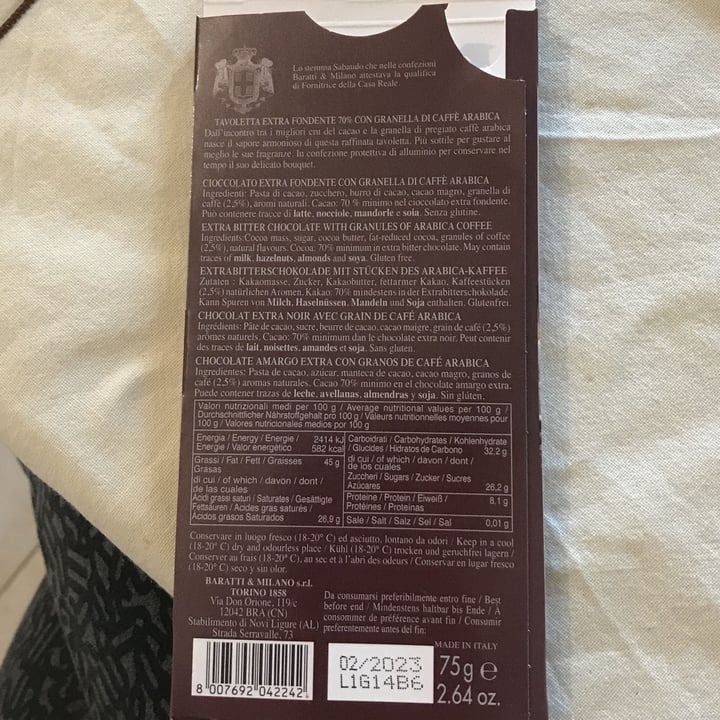 Lo stemma Sabaudo che nelle confezioni
Baratti & Milano attestava la qualifica
di Fornitrice della Casa Reale.
TAVOLETTA EXTRA FONDENTE 70% CON GRANELLA DI CAFFÈ ARABICA
Dall'incontro tra i migliori cru del cacao e la granella di pregiato caffè arabica
nasce il sapore armonioso di questa raffinata tavoletta. Più sottile per gustare al
meglio le sue fragranze. In confezione protettiva di alluminio per conservare nel
tempo il suo delicato bouquet.
CIOCCOLATO EXTRA FONDENTE CON GRANELLA DI CAFFÈ ARABICA
Ingredienti: Pasta di cacao, zucchero, burro di cacao, cacao magro, granella di
caffè (2,5%), aromi naturali. Cacao: 70 % minimo nel cioccolato extra fondente.
Può contenere tracce di latte, nocciole, mandorle e soia. Senza glutine.
EXTRA BITTER CHOCOLATE WITH GRANULES OF ARABICA COFFEE
Ingredients: Cocoa mass, sugar, cocoa butter, fat-reduced cocoa, granules of coffee
(2,5%), natural flavours. Cocoa: 70% minimum in extra bitter chocolate. May contain
traces of milk, hazelnuts, almonds and soya. Gluten free.
EXTRABITTERSCHOKOLADE MIT STÜCKEN DES ARABICA-KAFFEE
Zutaten : Kakaomasse, Zucker, Kakaobutter, fettarmer Kakao, Kaffeestücken
(2,5%) natürlichen Aromen. Kakao: 70% mindestens in der Extrabitterschokolade.
Kann Spuren von Milch, Haselnüssen, Mandeln und Soja enthalten. Glutenfrei.
CHOCOLAT EXTRA NOIR AVEC GRAIN DE CAFÉ ARABICA
Ingrédients: Pâte de cacao, sucre, beurre de cacao, cacao maigre, grain de café (2,5%)
arômes naturels. Cacao: 70% minimum dan le chocolate extra noir. Peut contenir
des traces de lait, noisettes, amandes et soja. Sans gluten.
CHOCOLATE AMARGO EXTRA CON GRANOS DE CAFÉ ARABICA
Ingredientes: Pasta de cacao, azúcar, manteca de cacao, cacao magro, granos de
café (2,5%) aromas naturales. Cacao 70% minimo en el chocolate amargo extra.
Puede contener trazas de leche, avellanas, almendras y soja. Sin glúten.
Valori nutrizionali medi per 100 g / Average nutritional values per 100 g /
Durchschnittlicher Nährstoffgehalt pro 100 g / Valeurs nutritionnelles moyennes pour
100 g / Valores nutricionales medios por 100 g
Energia / Energy / Energie / 2414 kJ
Énergie / Valor energético 582 kcal
Grassi / Fat / Fett / Graisses 45 g
Grasas
di cui / of which / davon / dont /
de las cuales
Acidi grassi saturi / Saturates / Gesättigte
Fettsäuren / Acides gras saturés /
Ácidos grasos Saturados 26,9 g
Carboidrati / Carbohydrates / Kohlenhydrate
/ Glucides / Hidratos de Carbono 32,2 g
di cui / of which / davon / dont /
de los cuales
Zuccheri / Sugars / Zucker / Sucres
Azúcares 26,2 g
Proteine / Protein / Eiweiß /
Protéines / Proteinas 8,1 g
Sale / Salt / Salz / Sel / Sal 0,01 g
Conservare in luogo fresco (18-20° C) ed asciutto, lontano da odori / Keep in a cool
(18-20° C) dry and odourless place / Kühl (18-20° C) trocken und geruchfrei lagern /
Conserver au frais (18-20° C), au sec et à l'abri des odeurs / Conservar en lugar fresco
(18-20° C) seco y sin olor.
BARATTI & MILANO s.r.l.
TORINO 1858
Via Don Orione, 119/c
12042 BRA (CN)
Stabilimento di Novi Ligure (AL)
Strada Serravalle, 73
Da consumarsi preferibilmente entro fine / Best
before end / Mindenstens haltbar bis Ende / À
consommer de préférence avant fin / Consumir
preferentemente antes del fin:
MADE IN ITALY
8 007692 042242
02/2023
L1G14B6
75g e
2.64 oz.